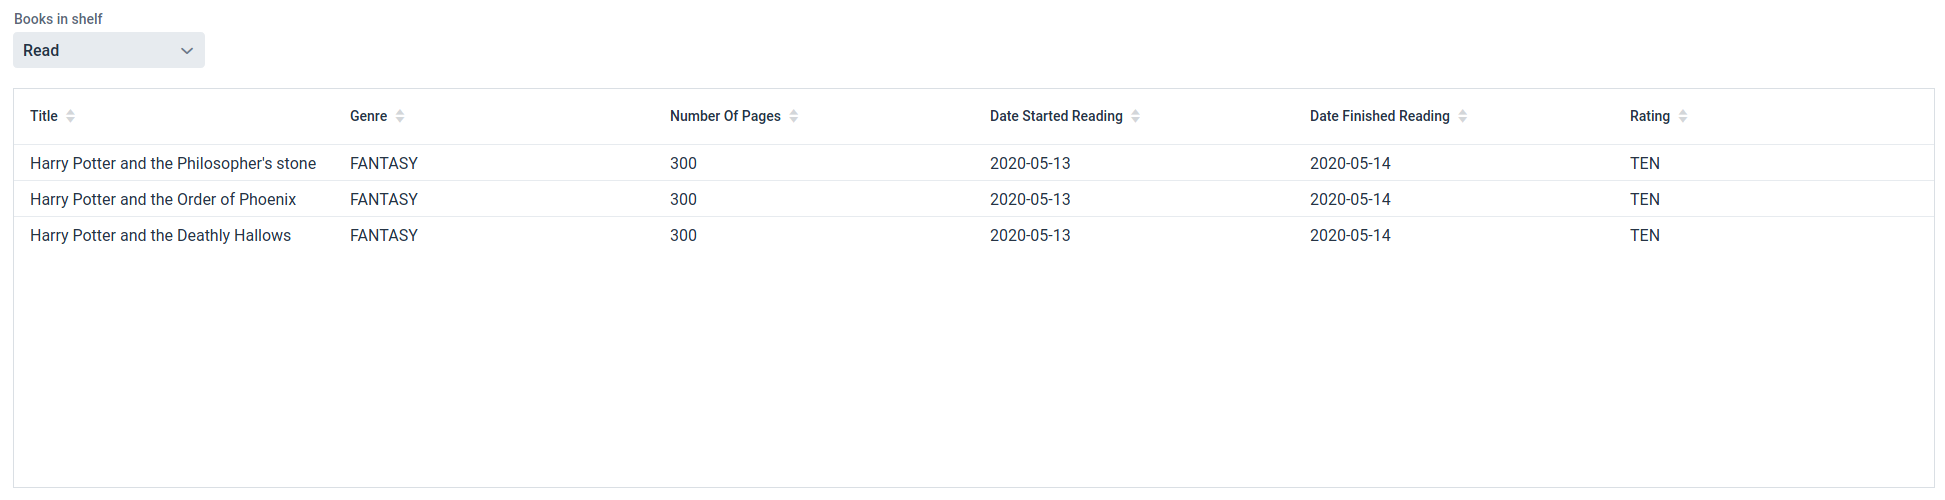 Books in shelf
Read
Title Genre Number Of Pages Date Started Reading Date Finished Reading Rating
Harry Potter and the Philosopher's stone FANTASY 300 2020-05-13 2020-05-14 TEN
Harry Potter and the Order of Phoenix FANTASY 300 2020-05-13 2020-05-14 TEN
Harry Potter and the Deathly Hallows FANTASY 300 2020-05-13 2020-05-14 TEN